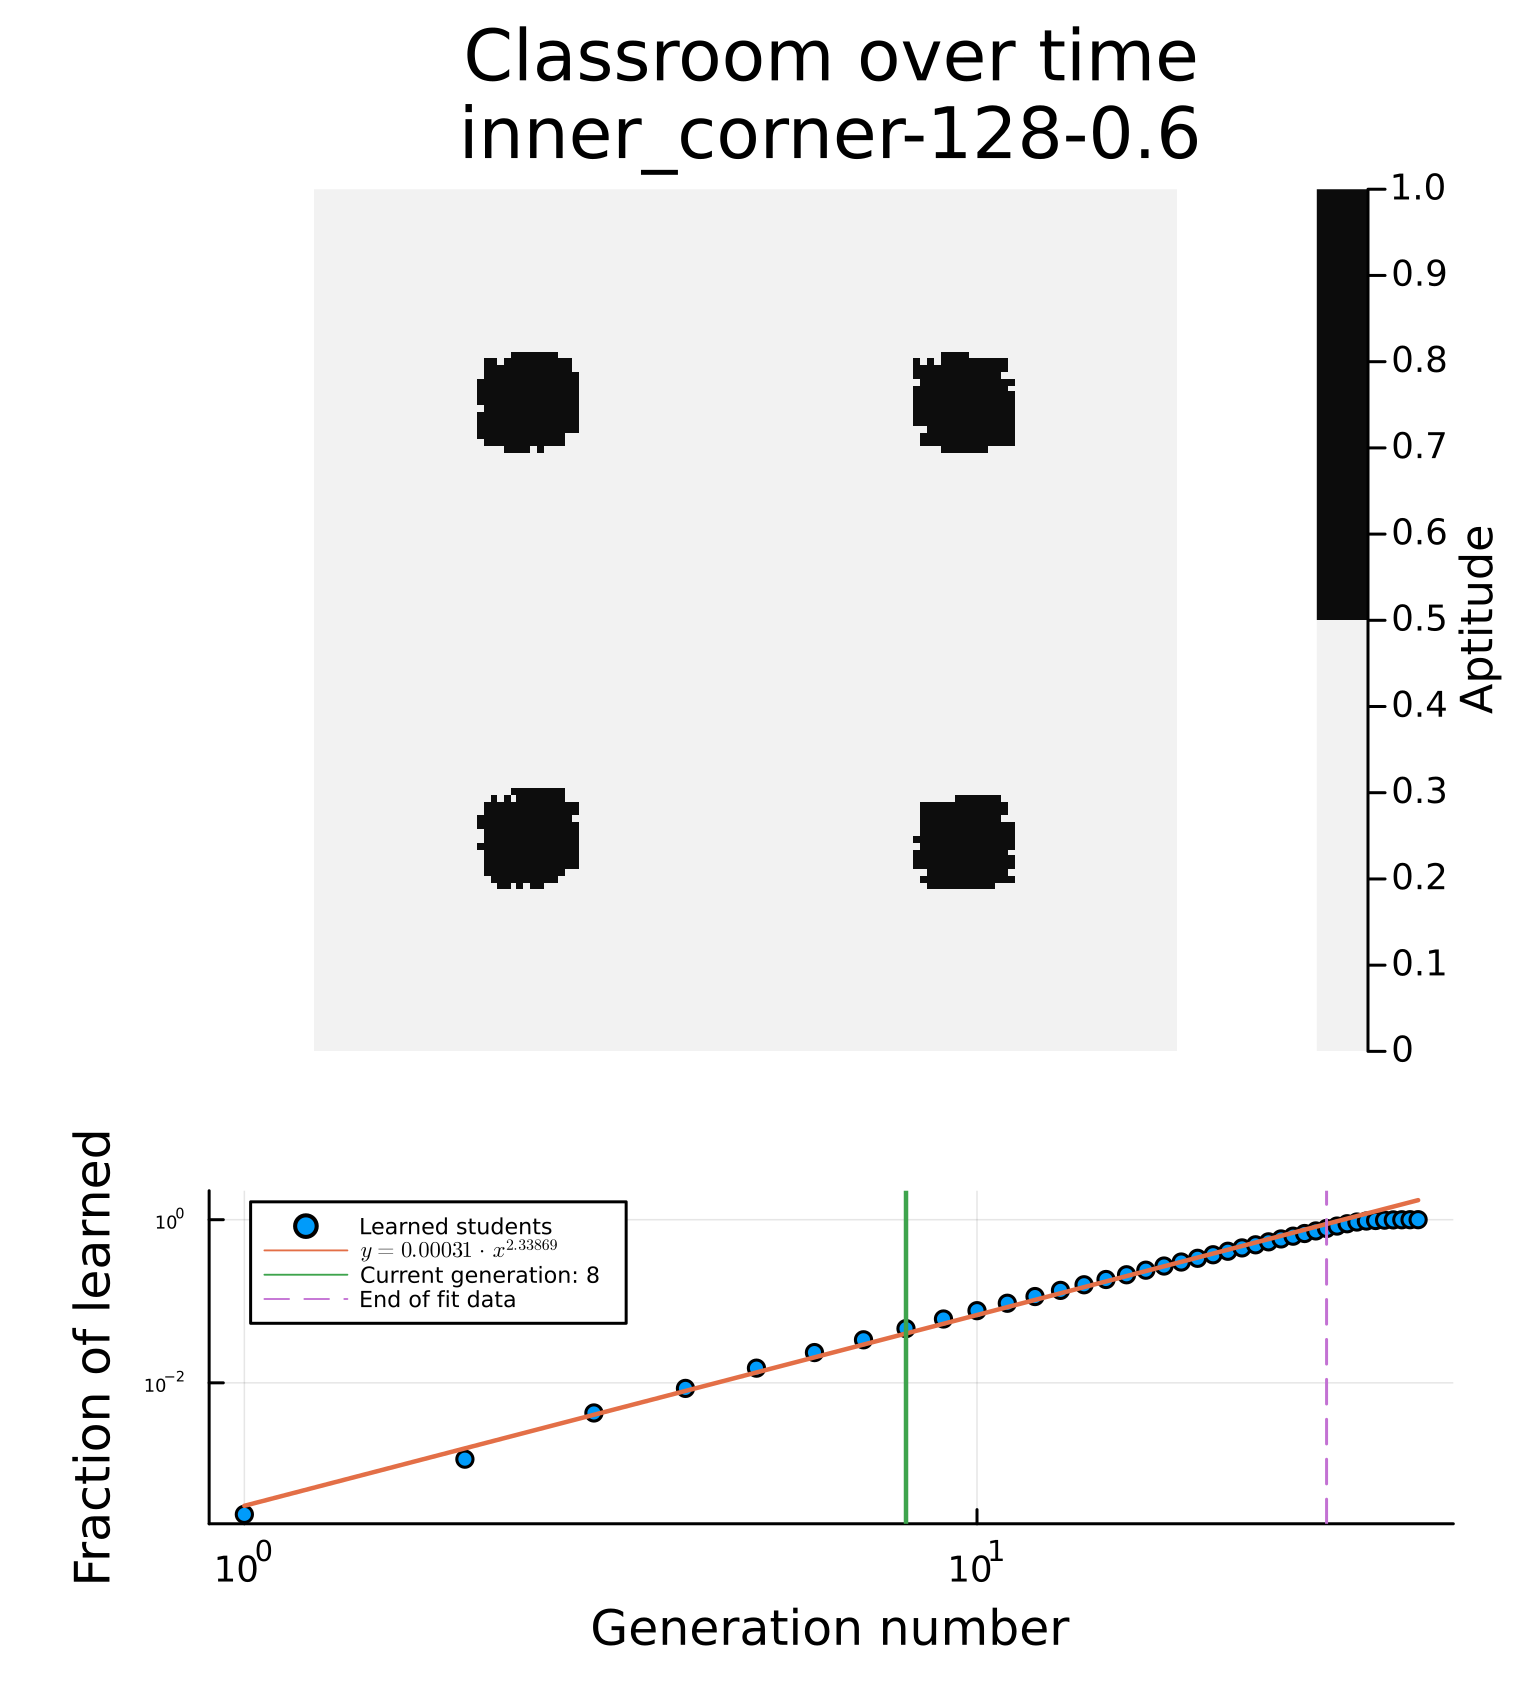 Classroom over time
inner_corner-128-0.6
1.0
0.9
0.8
0.7
0.6
0.5
0.4
0.3
0.2
0.1
0
Aptitude
Fraction of learned
10^0
10^-2
Learned students
y = 0.00031 · x^2.33869
Current generation: 8
End of fit data
10^0
10^1
Generation number